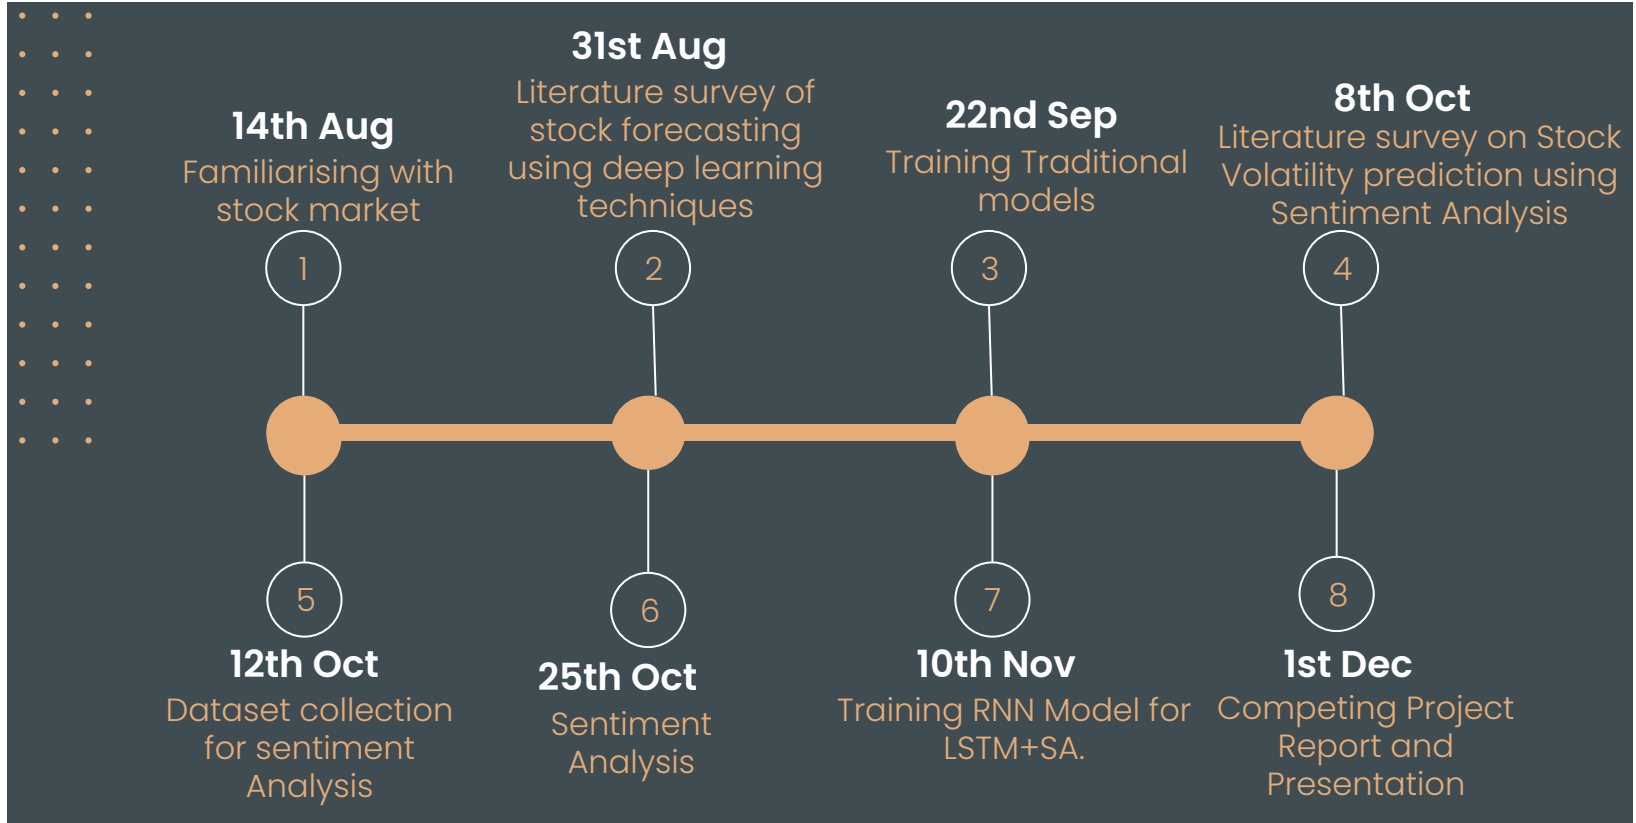 14th Aug
Familiarising with
stock market
1
31st Aug
Literature survey of
stock forecasting
using deep learning
techniques
2
22nd Sep
Training Traditional
models
3
8th Oct
Literature survey on Stock
Volatility prediction using
Sentiment Analysis
4
5
12th Oct
Dataset collection
for sentiment
Analysis
6
25th Oct
Sentiment
Analysis
7
10th Nov
Training RNN Model for
LSTM+SA.
8
1st Dec
Competing Project
Report and
Presentation